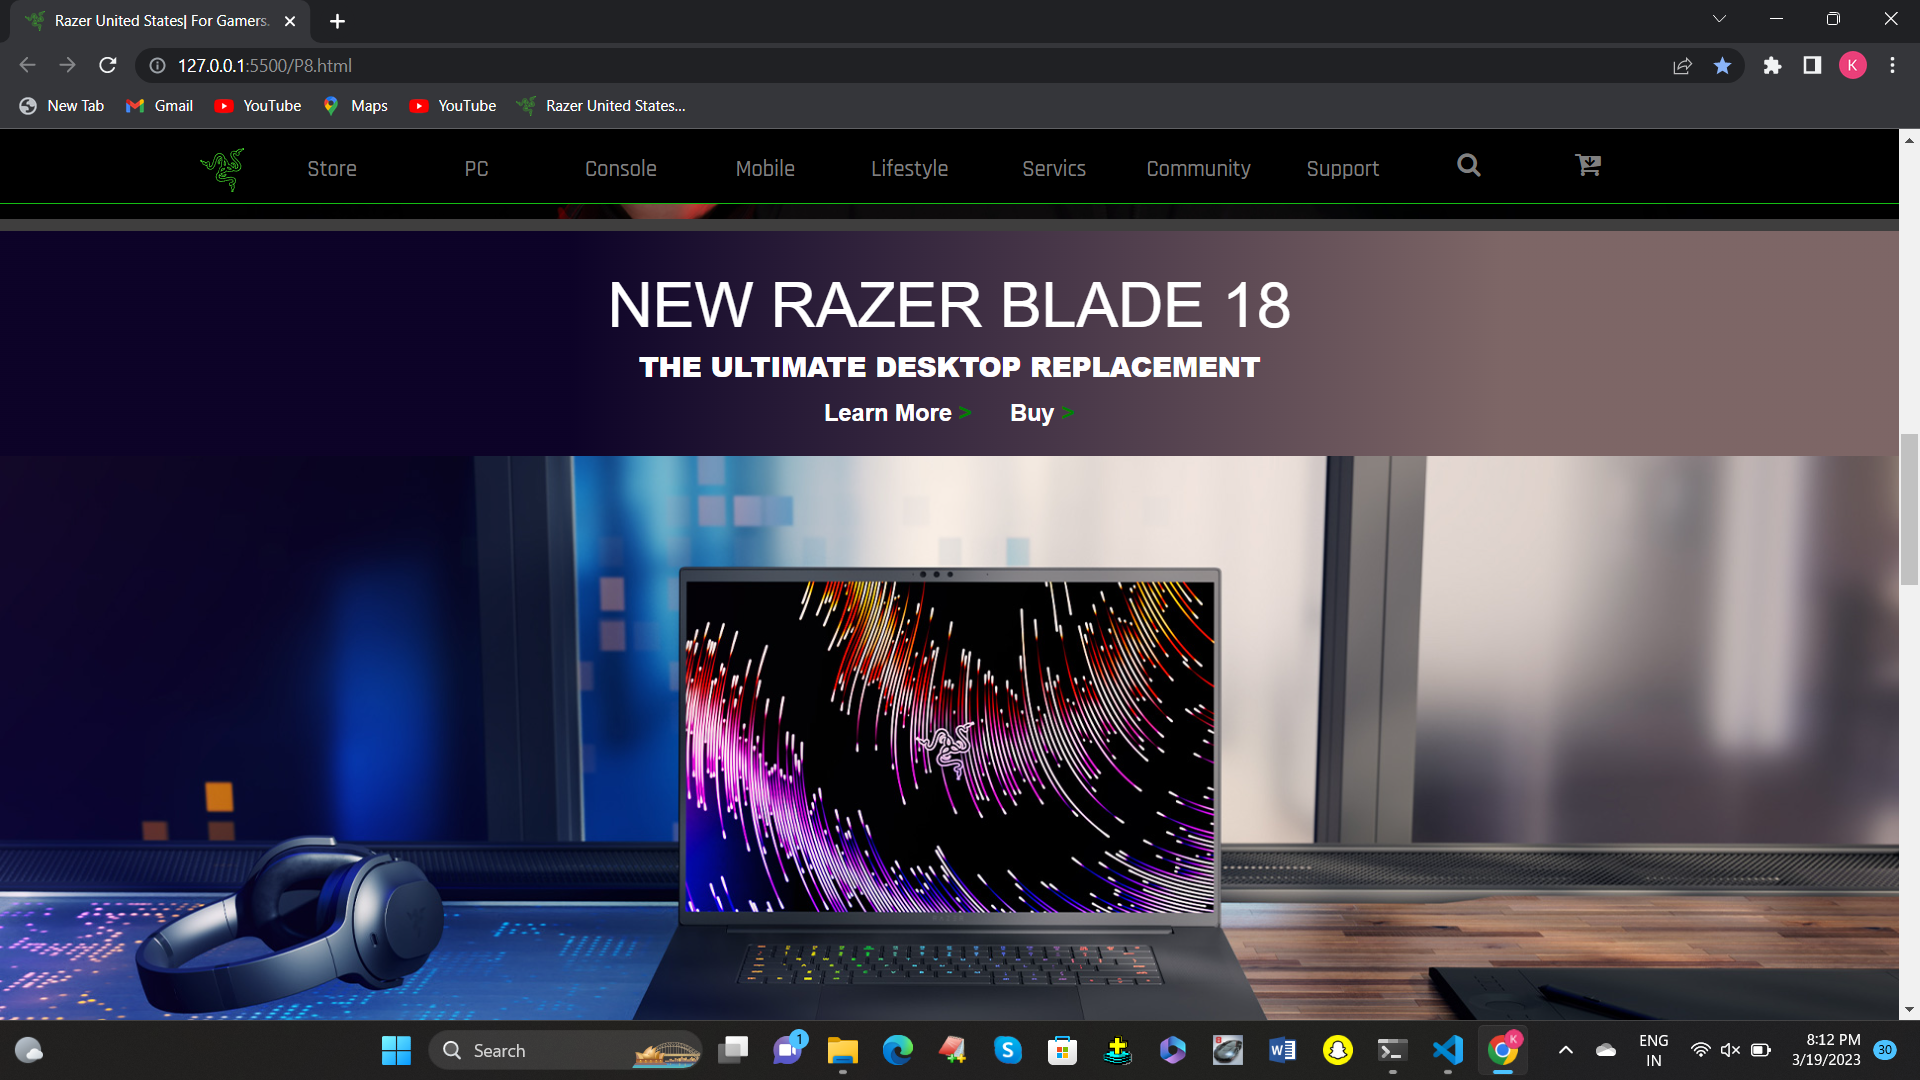 Razer United States| For Gamers.
127.0.0.1:5500/P8.html
K
New Tab
Gmail
YouTube
Maps
YouTube
Razer United States...
Store
PC
Console
Mobile
Lifestyle
Servics
Community
Support
NEW RAZER BLADE 18
THE ULTIMATE DESKTOP REPLACEMENT
Learn More >
Buy >
Search
1
K
ENG
IN
8:12 PM
3/19/2023
30